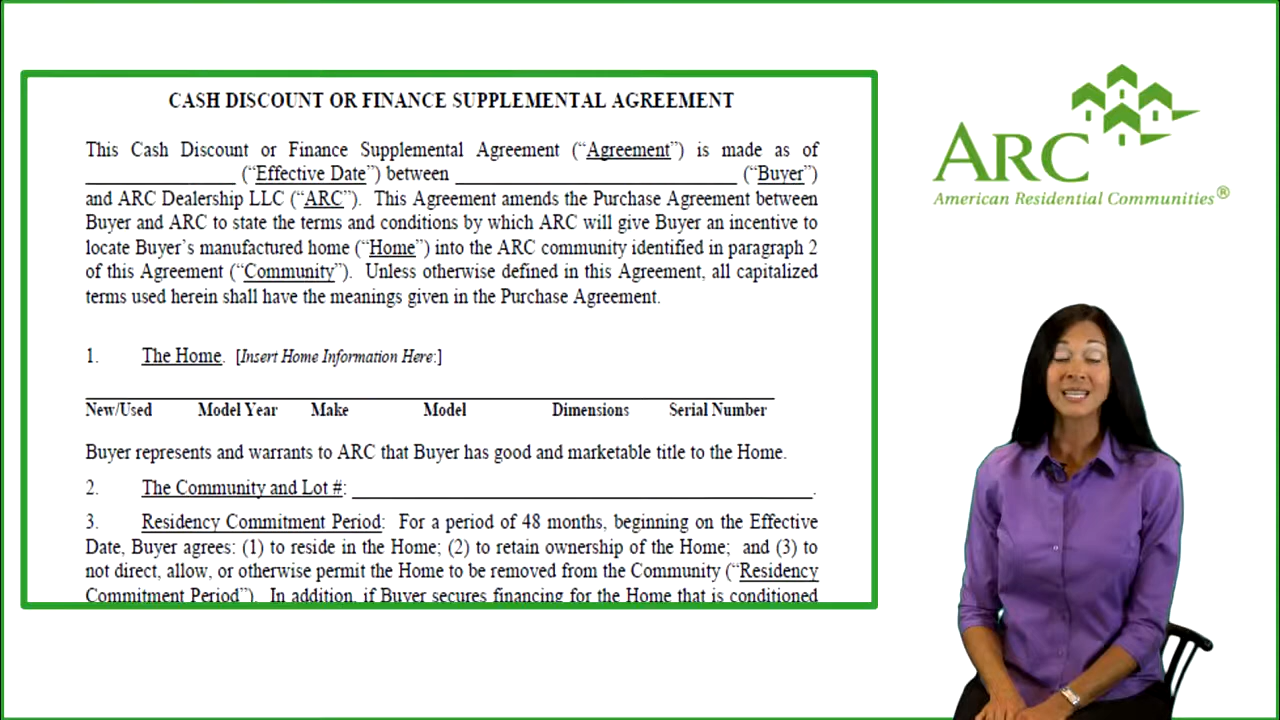 CASH DISCOUNT OR FINANCE SUPPLEMENTAL AGREEMENT
This Cash Discount or Finance Supplemental Agreement (“Agreement”) is made as of
_______________ (“Effective Date”) between ____________________________ (“Buyer”)
and ARC Dealership LLC (“ARC”). This Agreement amends the Purchase Agreement between
Buyer and ARC to state the terms and conditions by which ARC will give Buyer an incentive to
locate Buyer’s manufactured home (“Home”) into the ARC community identified in paragraph 2
of this Agreement (“Community”). Unless otherwise defined in this Agreement, all capitalized
terms used herein shall have the meanings given in the Purchase Agreement.
1. The Home. [Insert Home Information Here:]
New/Used Model Year Make Model Dimensions Serial Number
Buyer represents and warrants to ARC that Buyer has good and marketable title to the Home.
2. The Community and Lot #: ______________________________________________.
3. Residency Commitment Period: For a period of 48 months, beginning on the Effective
Date, Buyer agrees: (1) to reside in the Home; (2) to retain ownership of the Home; and (3) to
not direct, allow, or otherwise permit the Home to be removed from the Community (“Residency
Commitment Period”). In addition, if Buyer secures financing for the Home that is conditioned
ARC
American Residential Communities®